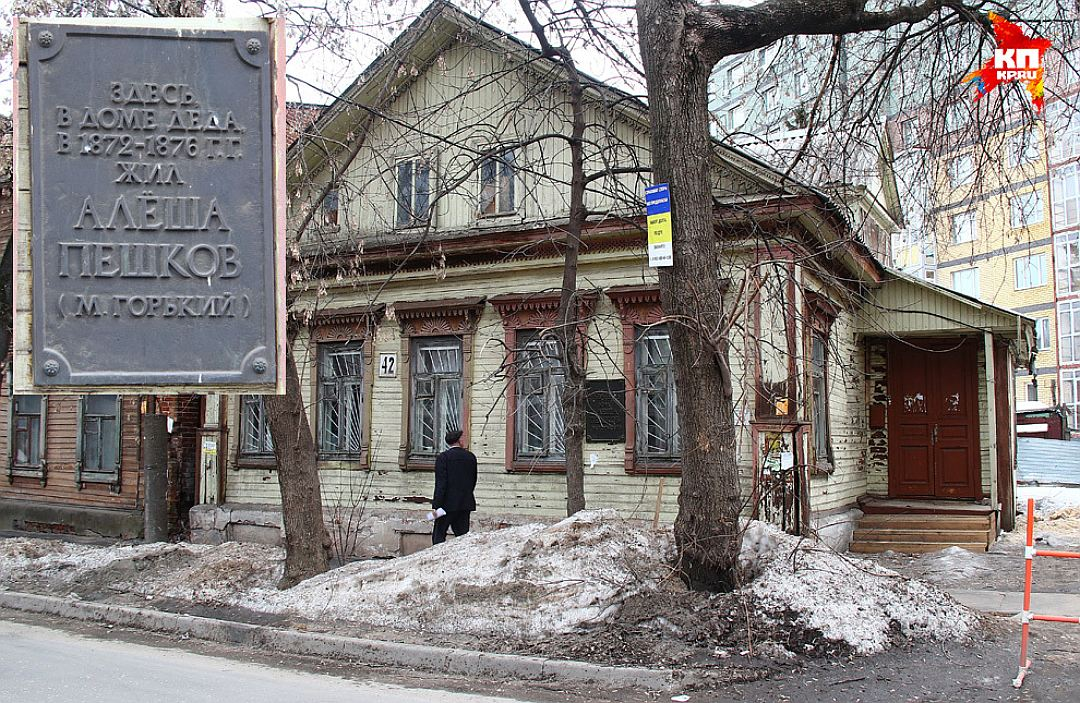 ЗДЕСЬ
В ДОМЕ ДЕДА
В 1872-1876 Г.Г.
ЖИЛ
АЛЁША
ПЕШКОВ
(М. ГОРЬКИЙ)
КП
KP.RU
42